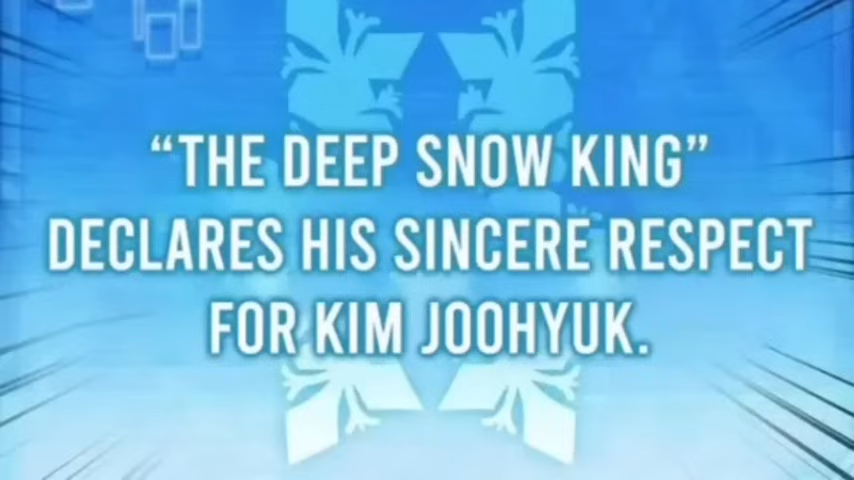 “THE DEEP SNOW KING”
DECLARES HIS SINCERE RESPECT
FOR KIM JOOHYUK.